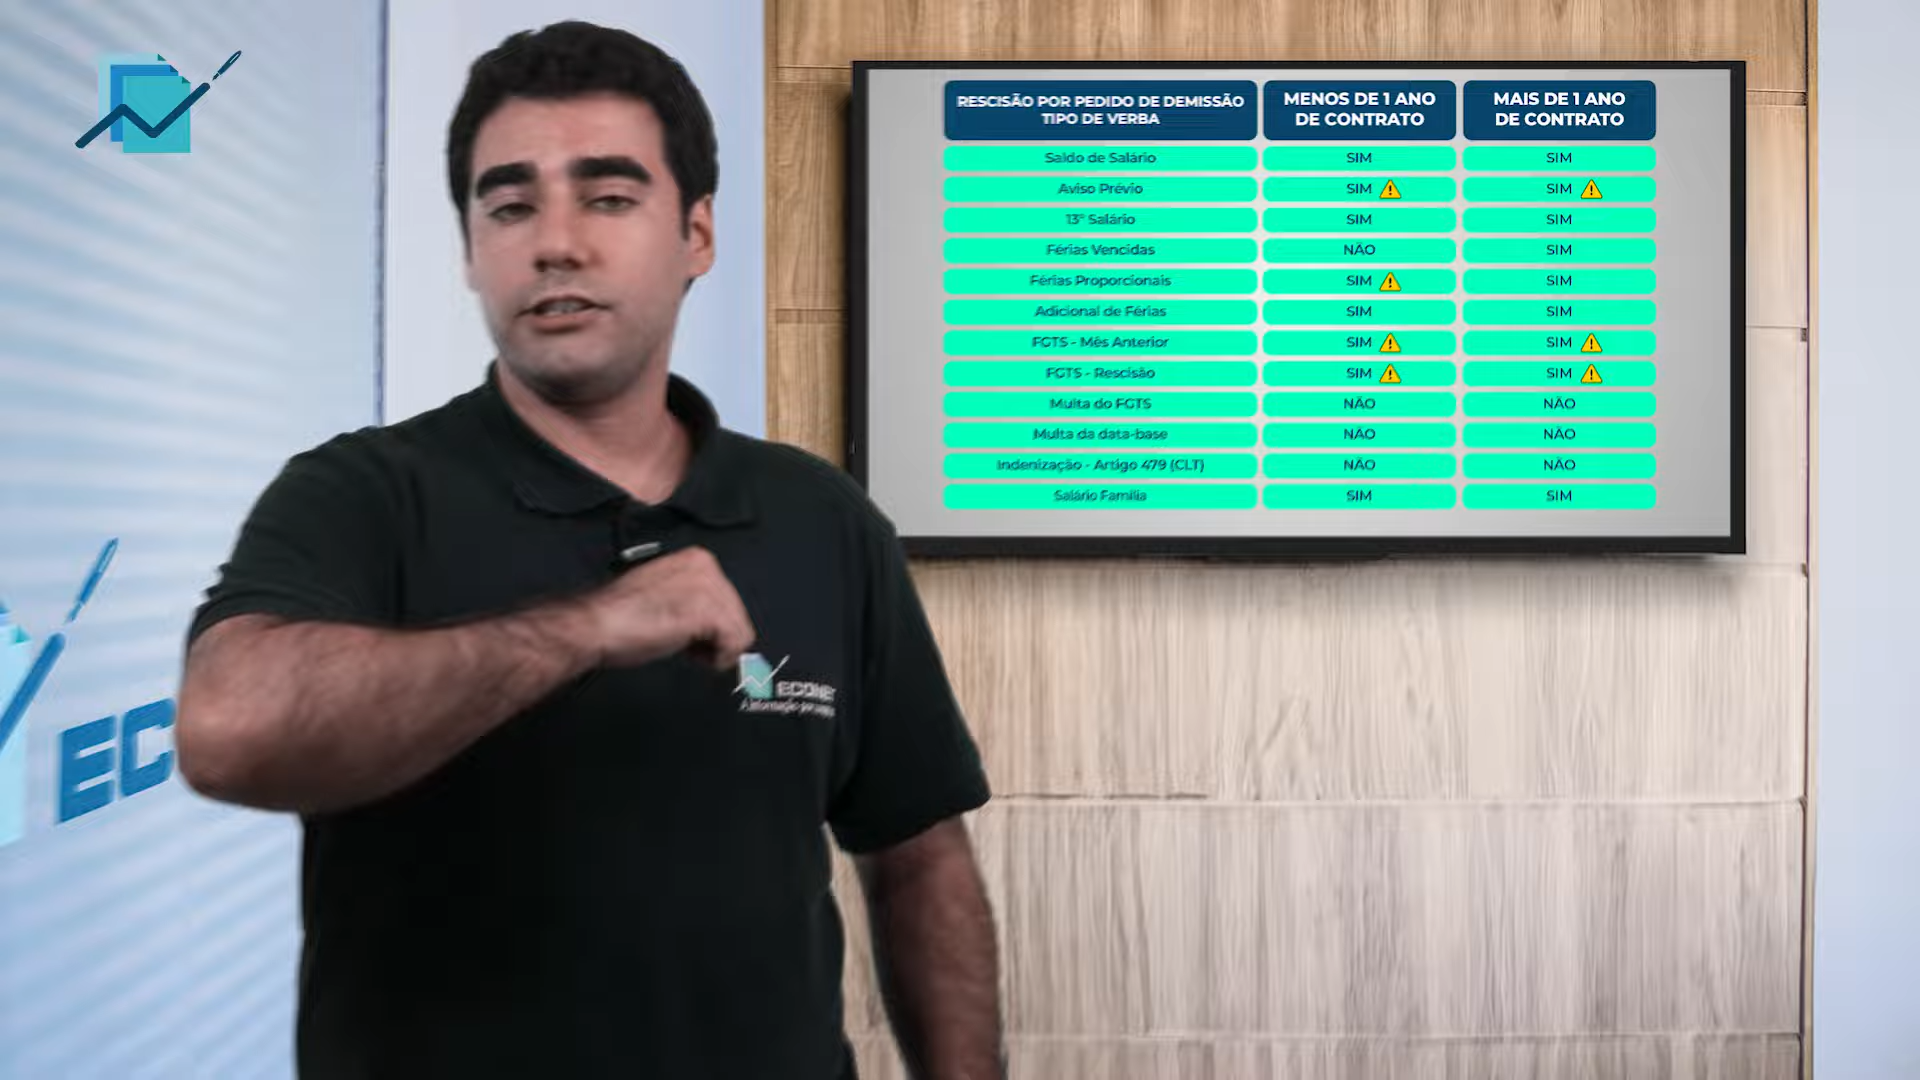 RESCISÃO POR PEDIDO DE DEMISSÃO
TIPO DE VERBA
MENOS DE 1 ANO
DE CONTRATO
MAIS DE 1 ANO
DE CONTRATO
Saldo de Salário SIM SIM
Aviso Prévio SIM SIM
13º Salário SIM SIM
Férias Vencidas NÃO SIM
Férias Proporcionais SIM SIM
Adicional de Férias SIM SIM
FGTS - Mês Anterior SIM SIM
FGTS - Rescisão SIM SIM
Multa do FGTS NÃO NÃO
Multa da data-base NÃO NÃO
Indenização - Artigo 479 (CLT) NÃO NÃO
Salário Família SIM SIM
ECONET
EC